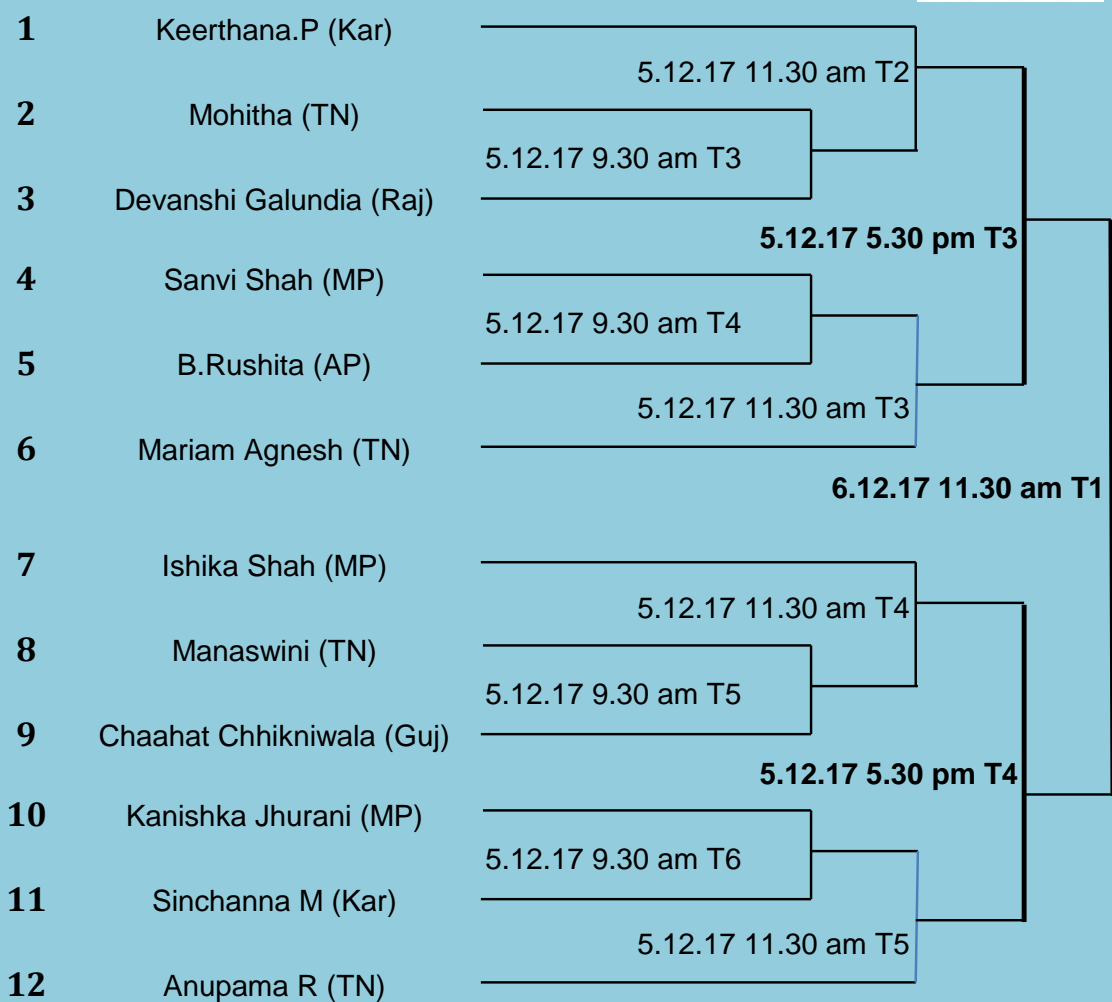 1 Keerthana.P (Kar)
5.12.17 11.30 am T2
2 Mohitha (TN)
5.12.17 9.30 am T3
3 Devanshi Galundia (Raj)
5.12.17 5.30 pm T3
4 Sanvi Shah (MP)
5.12.17 9.30 am T4
5 B.Rushita (AP)
5.12.17 11.30 am T3
6 Mariam Agnesh (TN)
6.12.17 11.30 am T1
7 Ishika Shah (MP)
5.12.17 11.30 am T4
8 Manaswini (TN)
5.12.17 9.30 am T5
9 Chaahat Chhikniwala (Guj)
5.12.17 5.30 pm T4
10 Kanishka Jhurani (MP)
5.12.17 9.30 am T6
11 Sinchanna M (Kar)
5.12.17 11.30 am T5
12 Anupama R (TN)